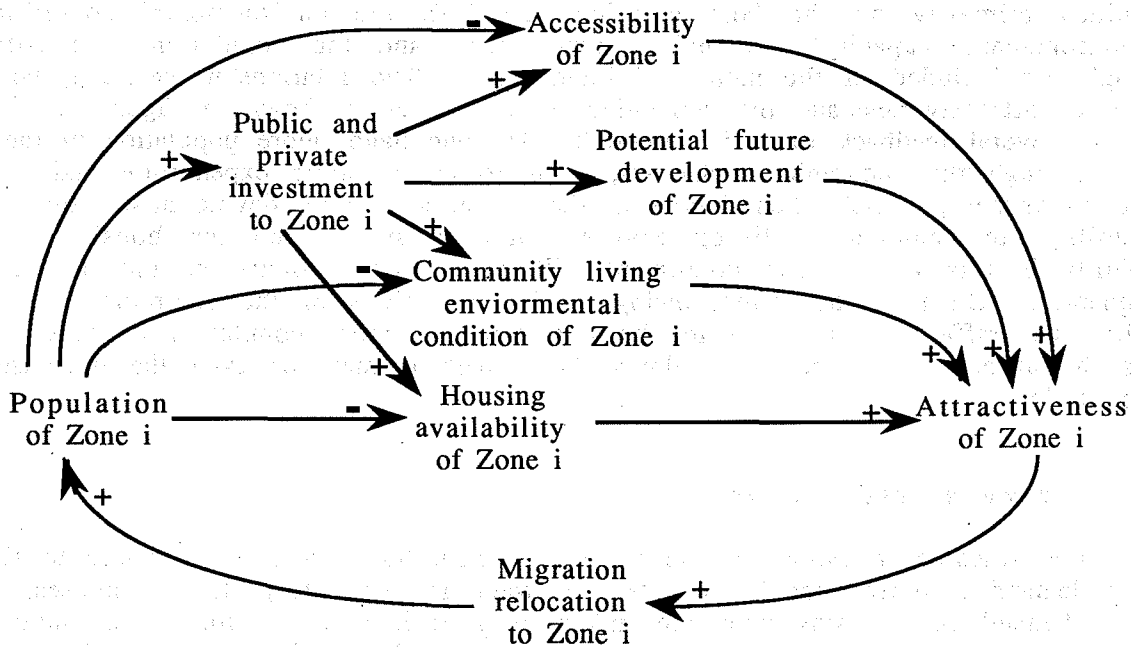 Accessibility
of Zone i
Public and
private
investment
to Zone i
Potential future
development
of Zone i
Community living
enviormental
condition of Zone i
Population
of Zone i
Housing
availability
of Zone i
Attractiveness
of Zone i
Migration
relocation
to Zone i
-
+
+
+
+
-
+
-
+
+
+
+
+
+